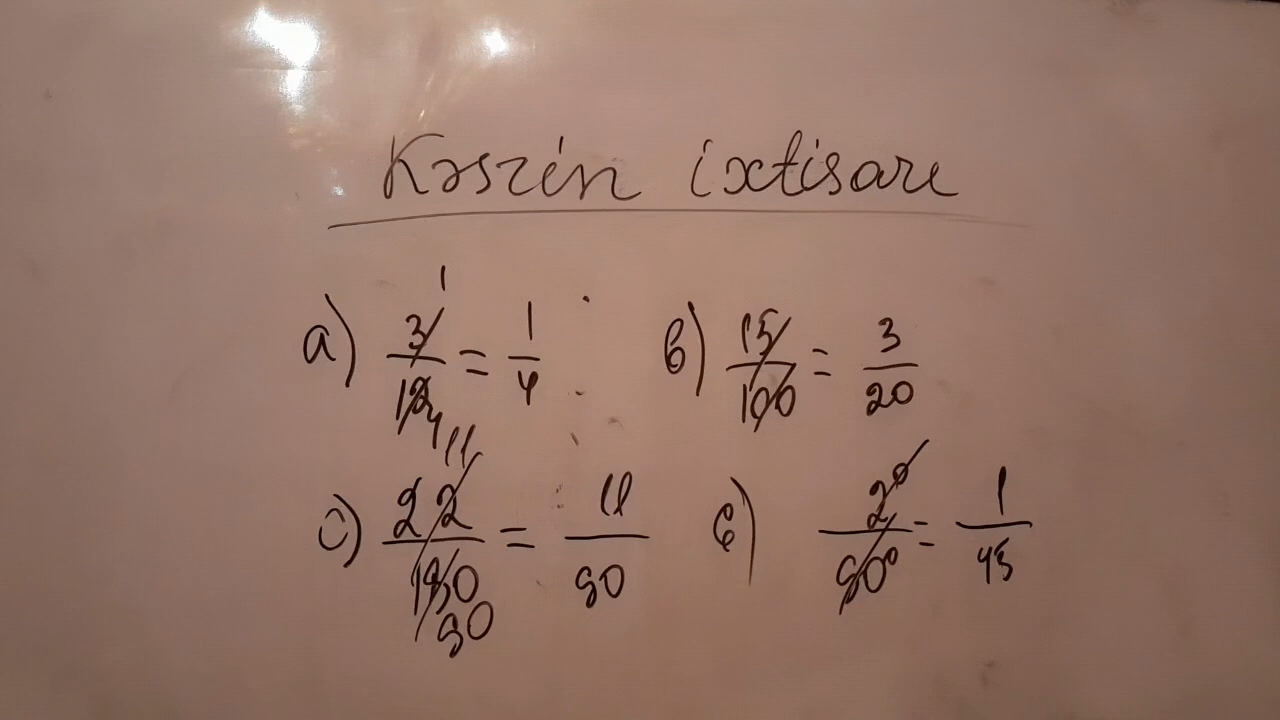 Kəsrin ixtisarı
a) 3/12 = 1/4 b) 15/100 = 3/20
c) 22/180 = 11/90 e) 20/900 = 1/45